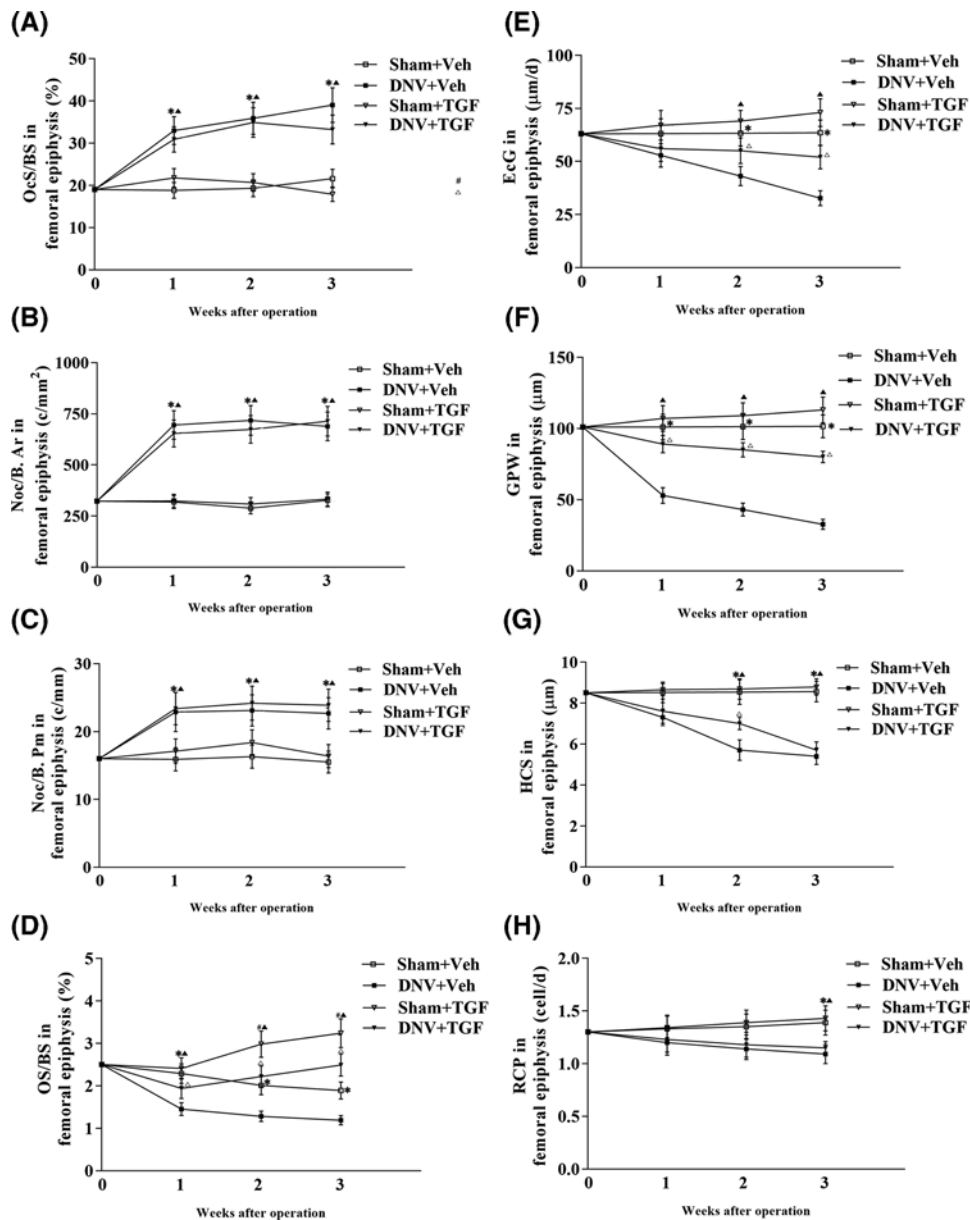 (A)
OcS/BS in
femoral epiphysis (%)
50
40
30
20
10
0
0 1 2 3
Weeks after operation
*▲ *▲ *▲
#
△
Sham+Veh
DNV+Veh
Sham+TGF
DNV+TGF
(B)
Noc/B. Ar in
femoral epiphysis (c/mm²)
1000
750
500
250
0
0 1 2 3
Weeks after operation
*▲ *▲ *▲
Sham+Veh
DNV+Veh
Sham+TGF
DNV+TGF
(C)
Noc/B. Pm in
femoral epiphysis (c/mm)
30
20
10
0
0 1 2 3
Weeks after operation
*▲ *▲ *▲
Sham+Veh
DNV+Veh
Sham+TGF
DNV+TGF
(D)
OS/BS in
femoral epiphysis (%)
5
4
3
2
1
0
0 1 2 3
Weeks after operation
*▲ #▲ #▲
△ △ △
* *
Sham+Veh
DNV+Veh
Sham+TGF
DNV+TGF
(E)
EcG in
femoral epiphysis (μm/d)
100
75
50
25
0
0 1 2 3
Weeks after operation
▲ ▲
* *
△ △
Sham+Veh
DNV+Veh
Sham+TGF
DNV+TGF
(F)
GPW in
femoral epiphysis (μm)
150
100
50
0
0 1 2 3
Weeks after operation
▲ ▲ ▲
* * *
△ △ △
Sham+Veh
DNV+Veh
Sham+TGF
DNV+TGF
(G)
HCS in
femoral epiphysis (μm)
10
8
6
4
2
0
0 1 2 3
Weeks after operation
*▲ *▲
△
Sham+Veh
DNV+Veh
Sham+TGF
DNV+TGF
(H)
RCP in
femoral epiphysis (cell/d)
2.0
1.5
1.0
0.5
0.0
0 1 2 3
Weeks after operation
*▲
Sham+Veh
DNV+Veh
Sham+TGF
DNV+TGF